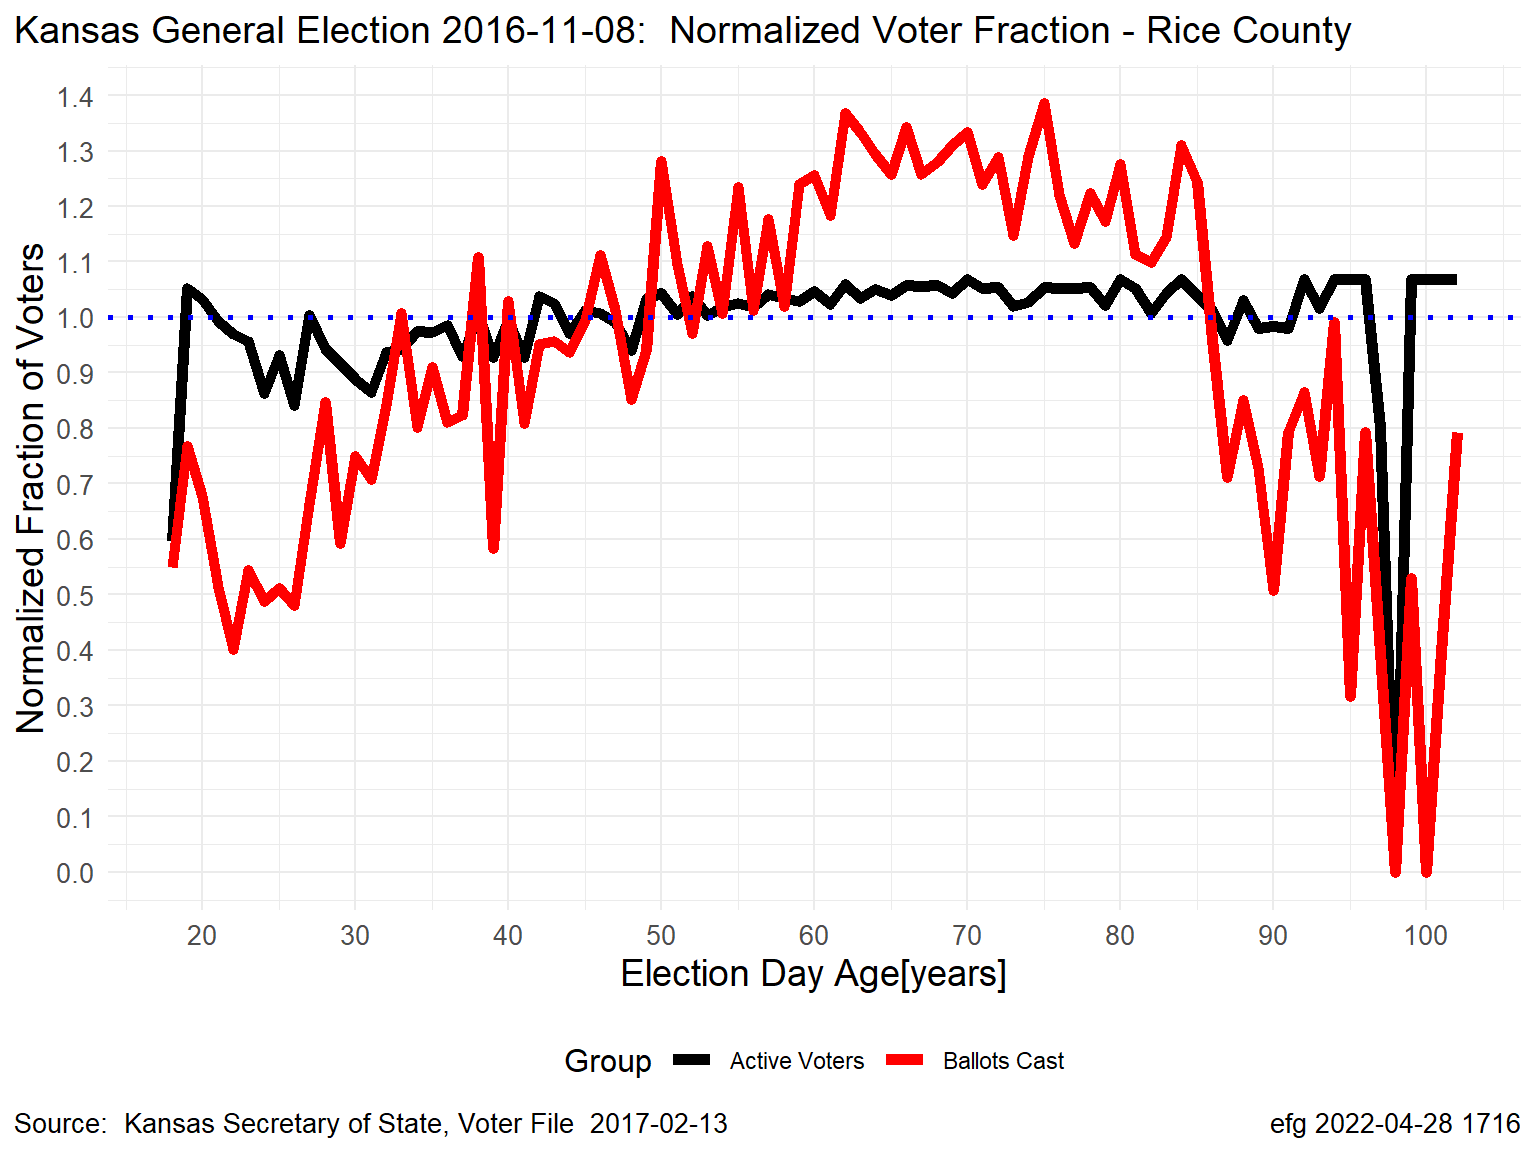 Kansas General Election 2016-11-08:  Normalized Voter Fraction - Rice County
Normalized Fraction of Voters
1.4
1.3
1.2
1.1
1.0
0.9
0.8
0.7
0.6
0.5
0.4
0.3
0.2
0.1
0.0
20 30 40 50 60 70 80 90 100
Election Day Age[years]
Group Active Voters Ballots Cast
Source:  Kansas Secretary of State, Voter File  2017-02-13 efg 2022-04-28 1716